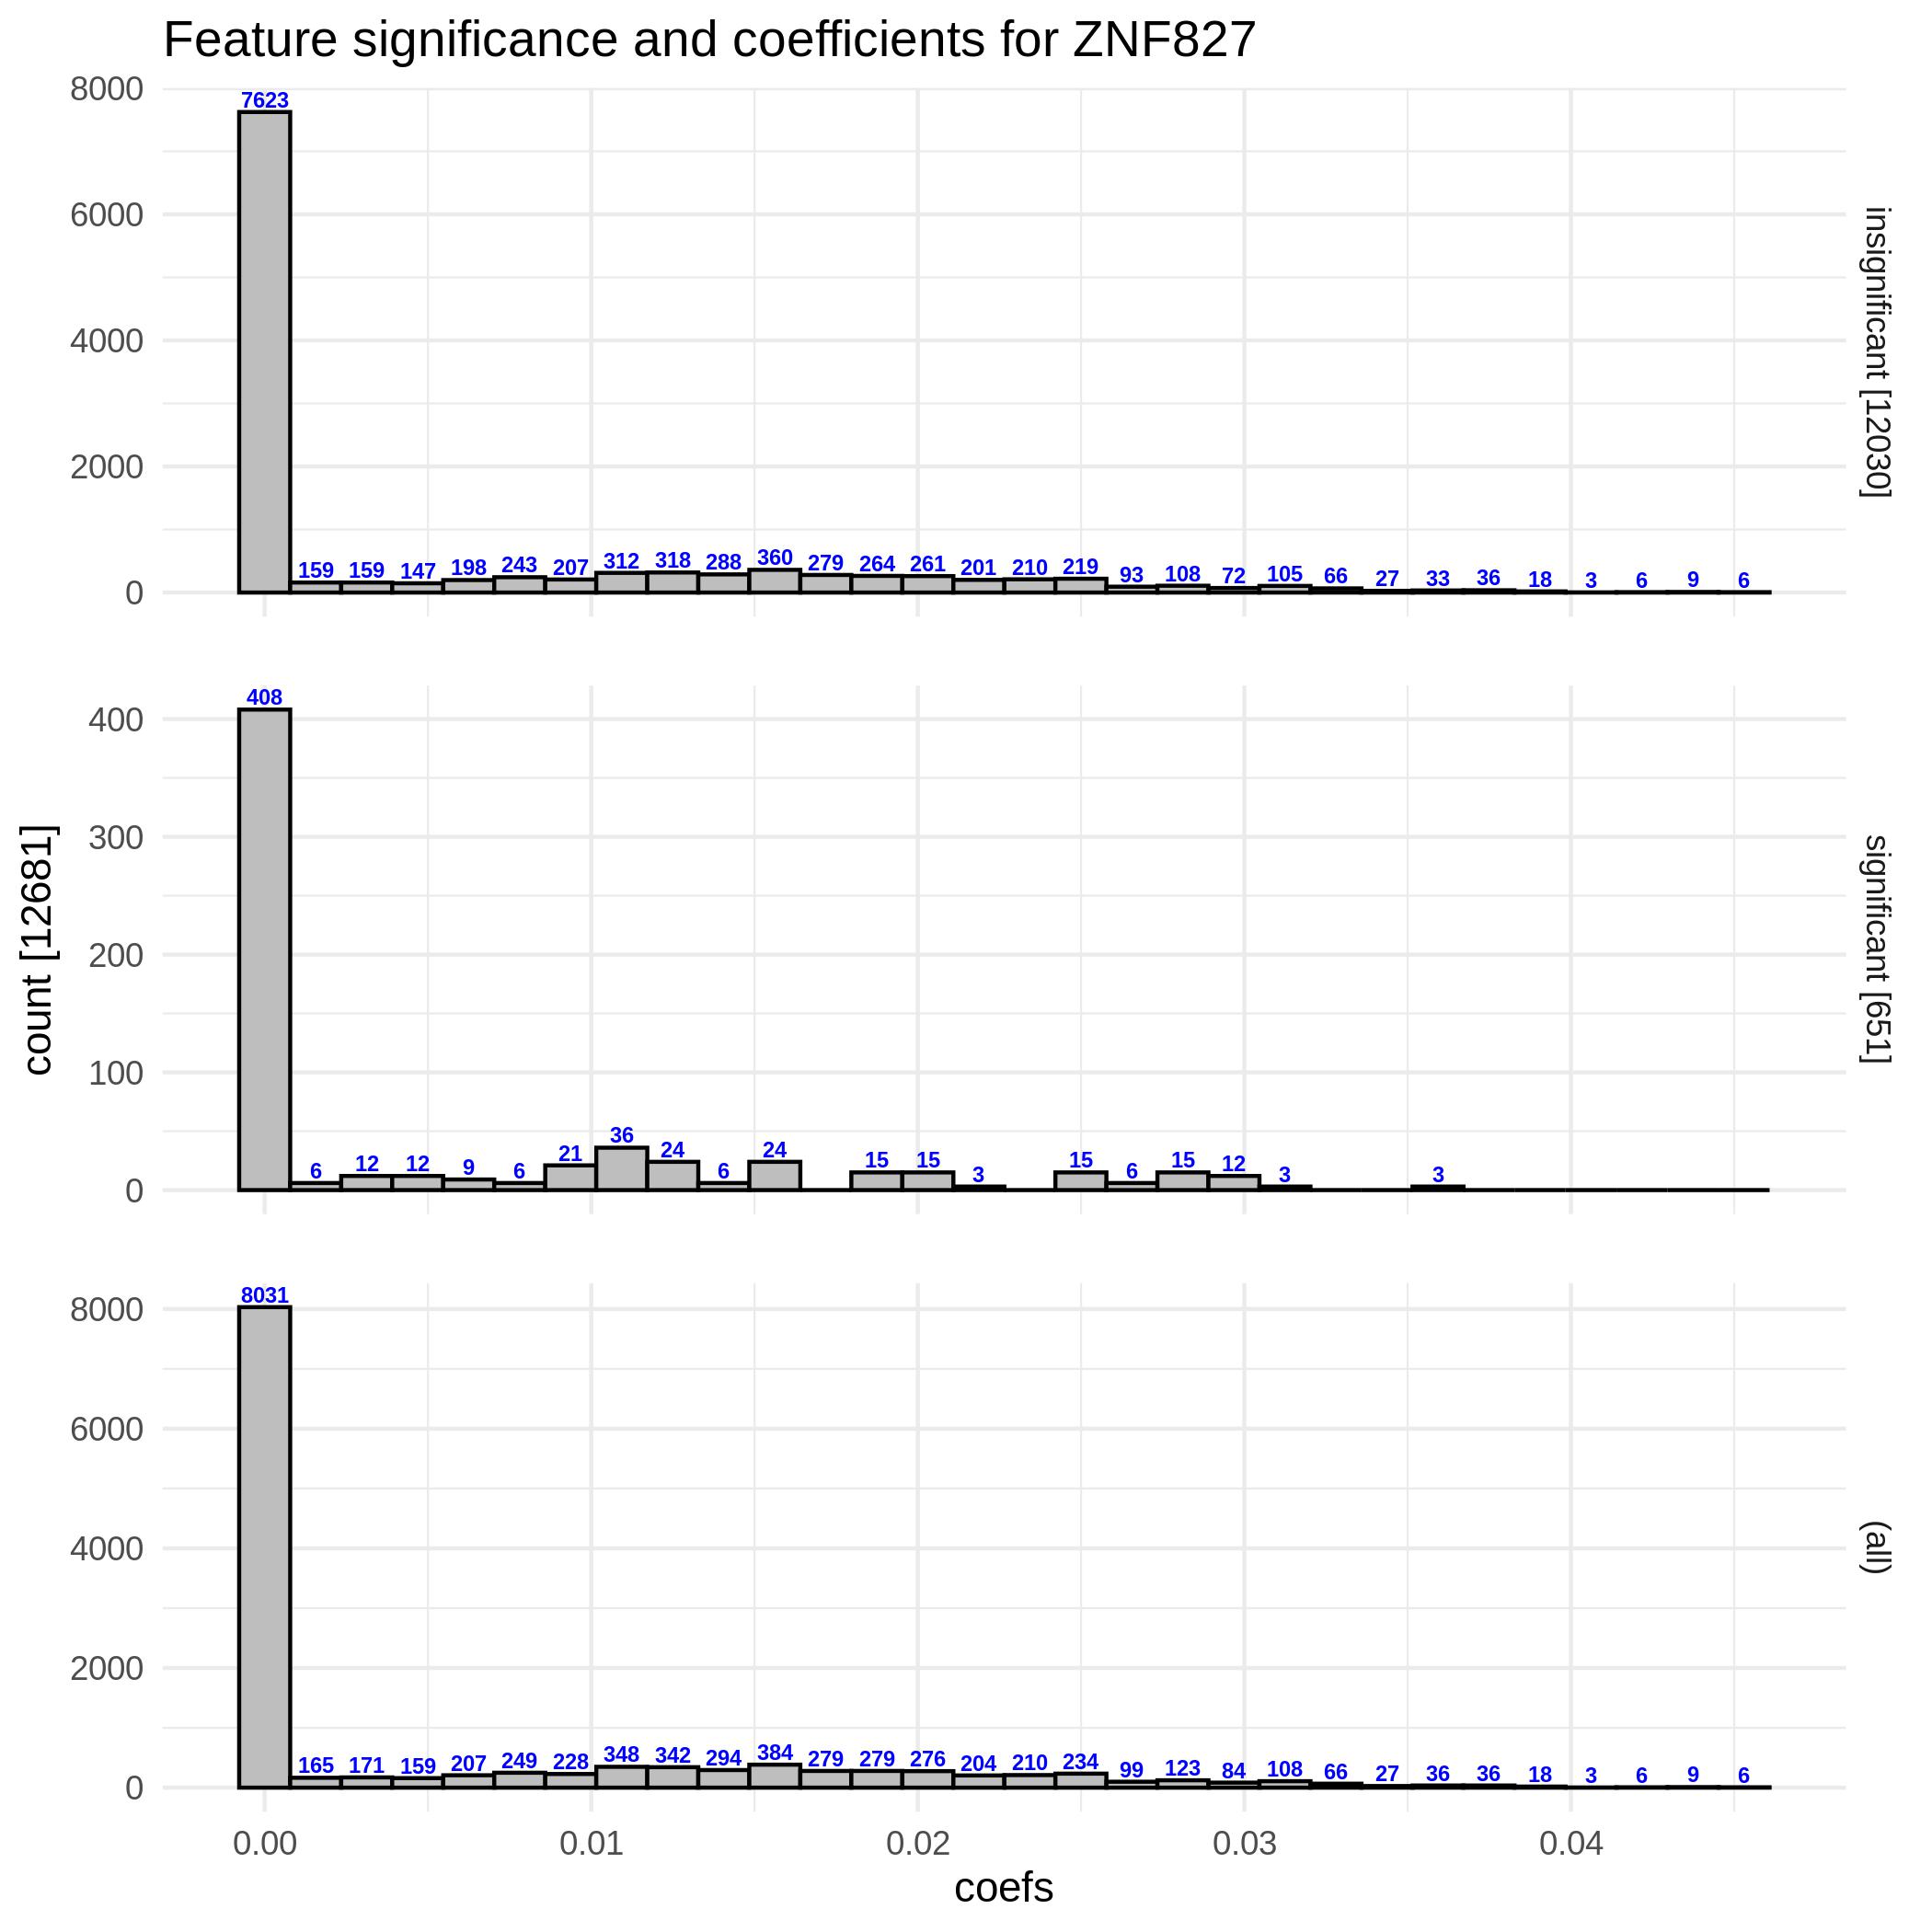 Feature significance and coefficients for ZNF827
8000
7623
6000
4000
2000
0
159 159 147 198 243 207 312 318 288 360 279 264 261 201 210 219 93 108 72 105 66 27 33 36 18 3 6 9 6
insignificant [12030]
408
400
300
200
100
0
6 12 12 9 6 21 36 24 6 24 15 15 3 15 6 15 12 3 3
significant [651]
count [12681]
8031
8000
6000
4000
2000
0
165 171 159 207 249 228 348 342 294 384 279 279 276 204 210 234 99 123 84 108 66 27 36 36 18 3 6 9 6
(all)
0.00 0.01 0.02 0.03 0.04
coefs